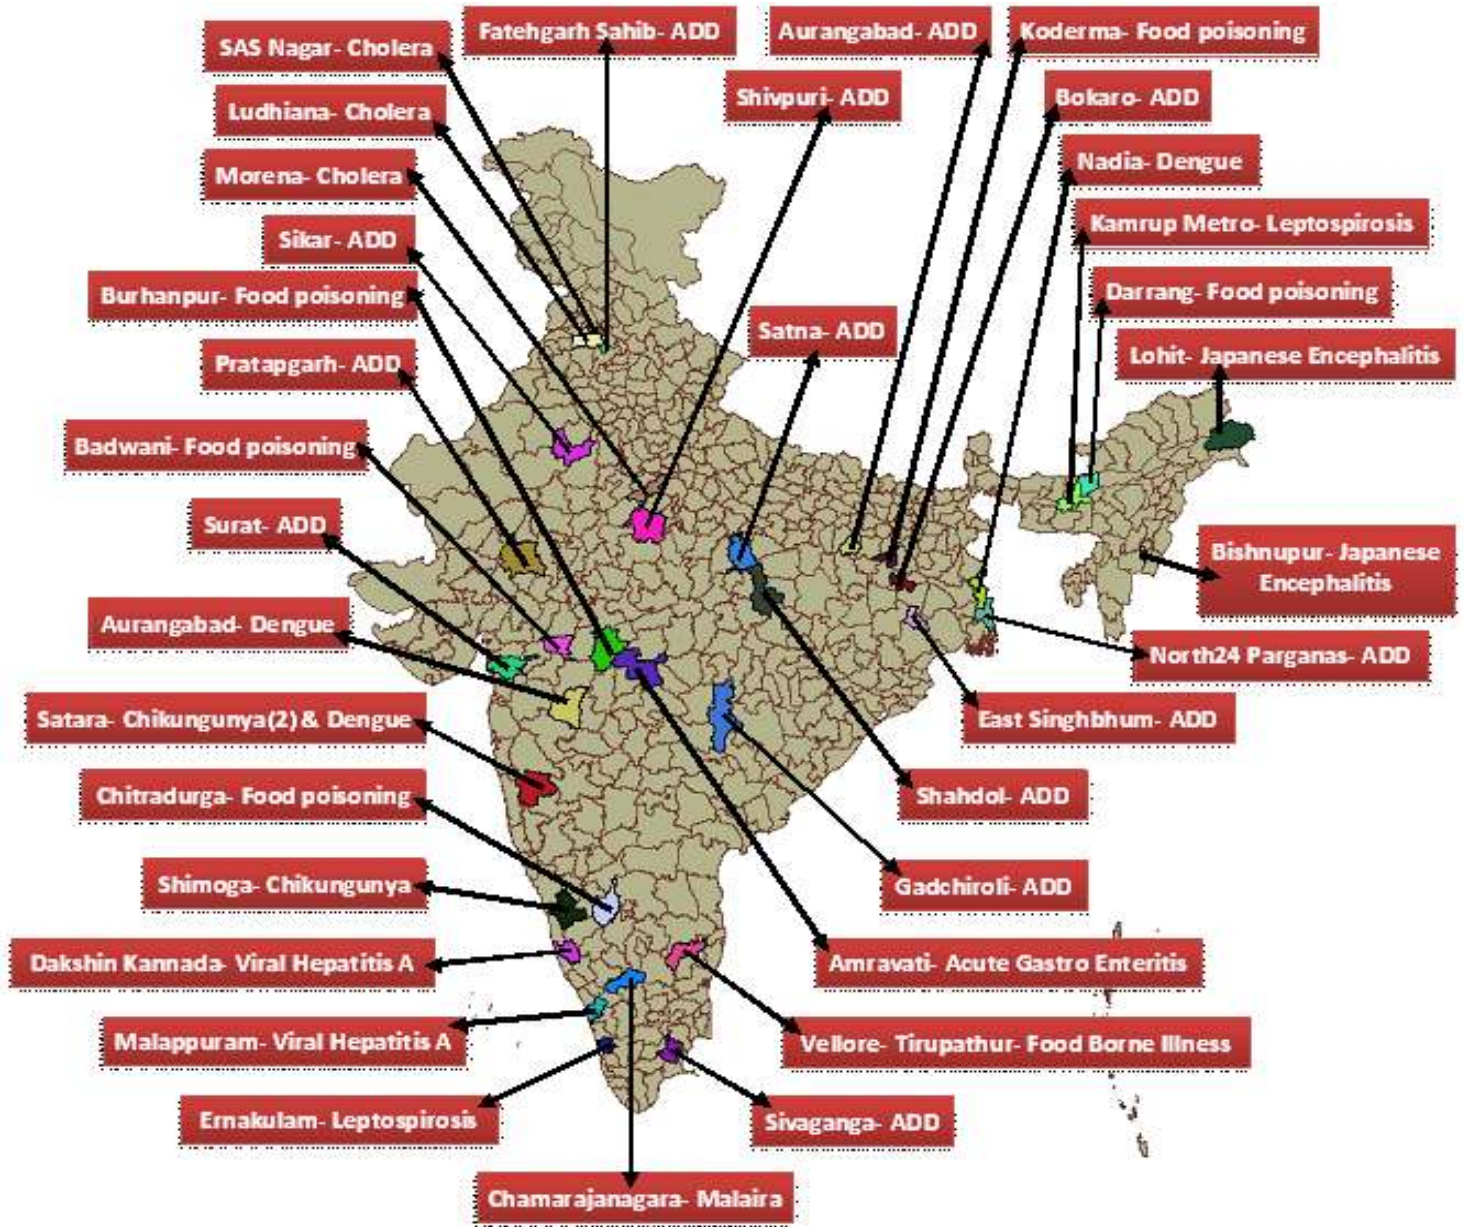 SAS Nagar- Cholera
Fatehgarh Sahib- ADD
Aurangabad- ADD
Koderma- Food poisoning
Ludhiana- Cholera
Shivpuri- ADD
Bokaro- ADD
Morena- Cholera
Nadia- Dengue
Sikar- ADD
Kamrup Metro- Leptospirosis
Burhanpur- Food poisoning
Darrang- Food poisoning
Pratapgarh- ADD
Satna- ADD
Lohit- Japanese Encephalitis
Badwani- Food poisoning
Surat- ADD
Bishnupur- Japanese
Encephalitis
Aurangabad- Dengue
North24 Parganas- ADD
Satara- Chikungunya(2) & Dengue
East Singhbhum- ADD
Chitradurga- Food poisoning
Shahdol- ADD
Shimoga- Chikungunya
Gadchiroli- ADD
Dakshin Kannada- Viral Hepatitis A
Amravati- Acute Gastro Enteritis
Malappuram- Viral Hepatitis A
Vellore- Tirupathur- Food Borne Illness
Ernakulam- Leptospirosis
Sivaganga- ADD
Chamarajanagara- Malaira